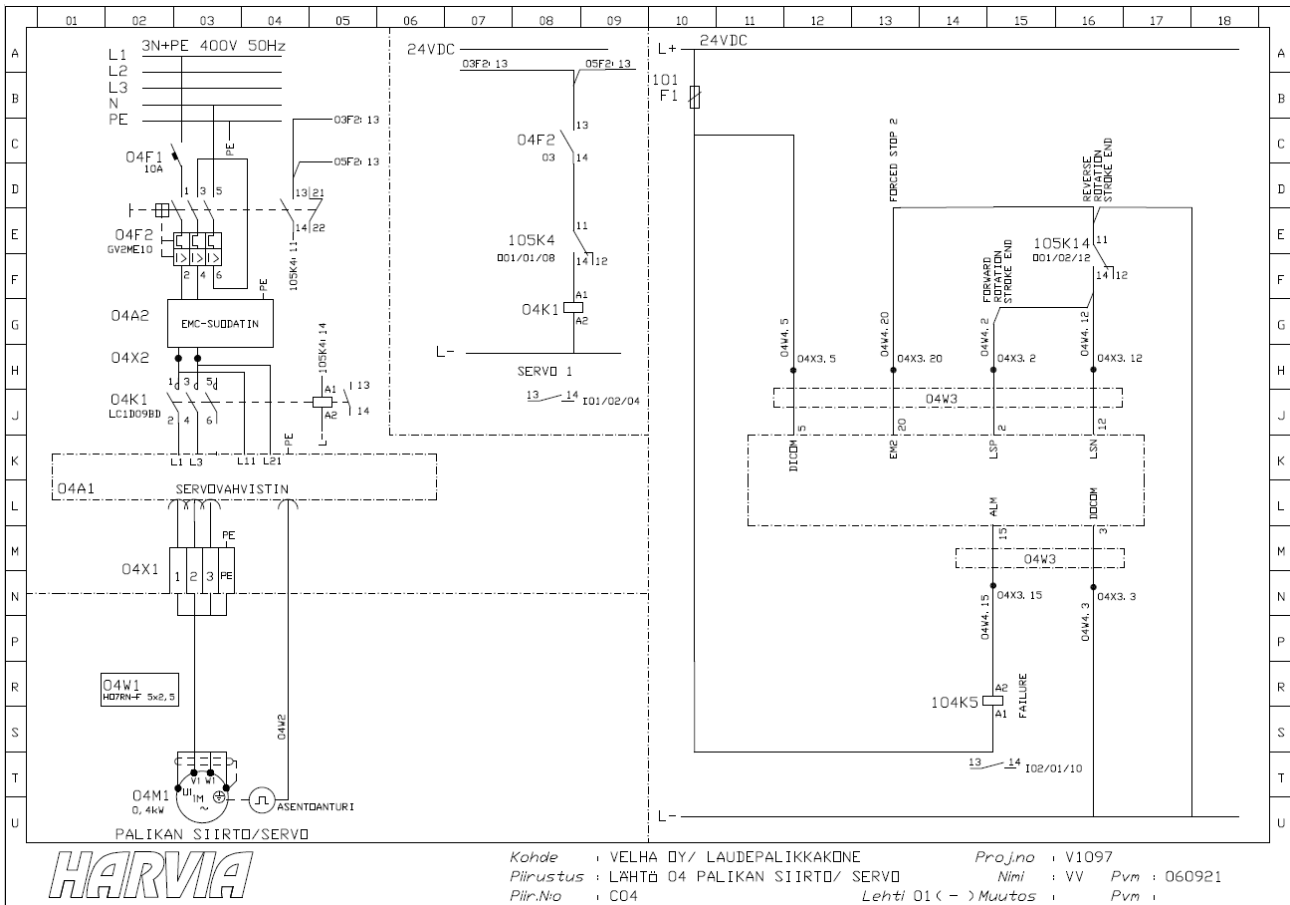 01 02 03 04 05 06 07 08 09 10 11 12 13 14 15 16 17 18
A A
B B
C C
D D
E E
F F
G G
H H
J J
K K
L L
M M
N N
P P
R R
S S
T T
U U
3N+PE 400V 50Hz
L1
L2
L3
N
PE
PE
03F2: 13
05F2: 13
04F1
10A
1 3 5
13 21
14 22
04F2
GV2ME10
I> I> I>
2 4 6
105K4: 11
PE
04A2
EMC-SUODATIN
04X2
105K4: 14
1 3 5
04K1
LC1D09BD
2 4 6
A1
A2
13
14
L-
PE
L1 L3 L11 L21
04A1
SERVOVAHVISTIN
PE
04X1
1 2 3 PE
04W1
H07RN-F 5x2,5
04W2
U1 V1 W1
1M
~
04M1
0,4kW
ASENTOANTURI
PALIKAN SIIRTO/SERVO
24VDC
03F2: 13
05F2: 13
04F2
03
13
14
105K4
O01/01/08
11
14 12
04K1
A1
A2
L-
SERVO 1
13 14 I01/02/04
L+ 24VDC
101
F1
FORCED STOP 2
REVERSE
ROTATION
STROKE END
105K14
O01/02/12
11
14 12
FORWARD
ROTATION
STROKE END
04W4. 5
04W4. 20
04W4. 2
04W4. 12
04X3. 5
04X3. 20
04X3. 2
04X3. 12
04W3
5 20 2 12
DICOM
EM2
LSP
LSN
ALM
DOCOM
15 3
04W3
04X3. 15
04X3. 3
04W4. 15
04W4. 3
104K5
A2
A1
FAILURE
13 14 I02/01/10
L-
HARVIA
Kohde : VELHA OY/ LAUDEPALIKKAKONE
Piirustus : LÄHTÖ 04 PALIKAN SIIRTO/ SERVO
Piir.N:o : C04
Proj.no : V1097
Nimi : VV Pvm : 060921
Lehti 01( - ) Muutos : Pvm :